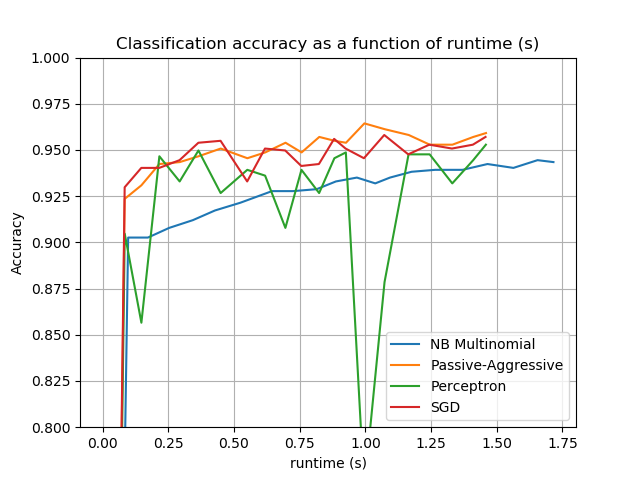 Classification accuracy as a function of runtime (s)
1.000
0.975
0.950
0.925
0.900
0.875
0.850
0.825
0.800
Accuracy
NB Multinomial
Passive-Aggressive
Perceptron
SGD
0.00 0.25 0.50 0.75 1.00 1.25 1.50 1.75
runtime (s)